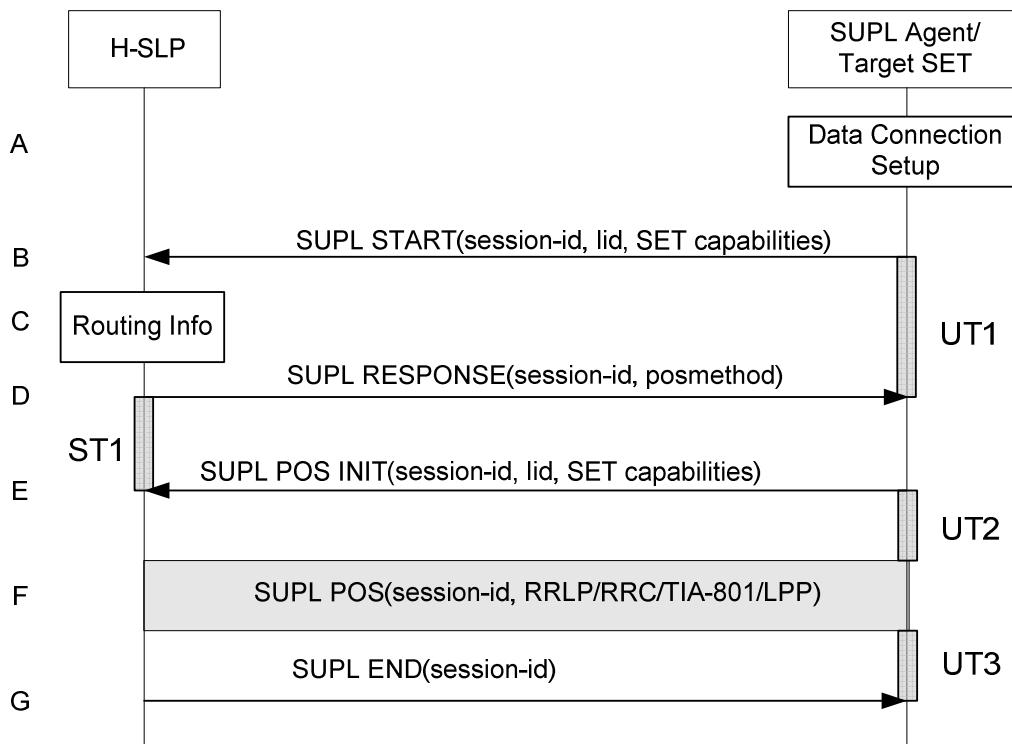 H-SLP
SUPL Agent/
Target SET
A
Data Connection
Setup
SUPL START(session-id, lid, SET capabilities)
B
C
Routing Info
UT1
SUPL RESPONSE(session-id, posmethod)
D
ST1
SUPL POS INIT(session-id, lid, SET capabilities)
E
UT2
F
SUPL POS(session-id, RRLP/RRC/TIA-801/LPP)
SUPL END(session-id)
UT3
G